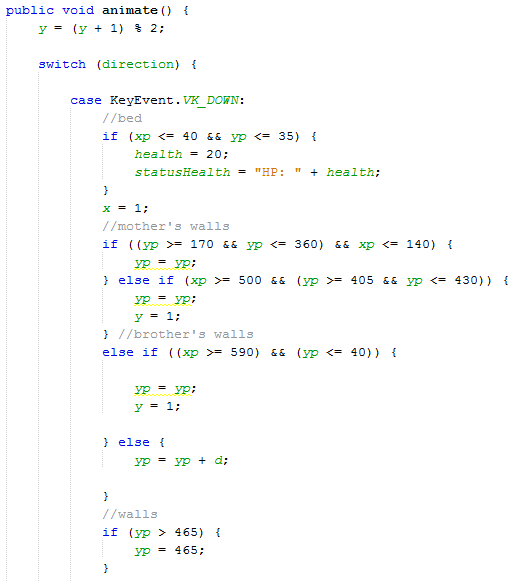 public void animate() {
    y = (y + 1) % 2;

    switch (direction) {

        case KeyEvent.VK_DOWN:
            //bed
            if (xp <= 40 && yp <= 35) {
                health = 20;
                statusHealth = "HP: " + health;
            }
            x = 1;
            //mother's walls
            if ((yp >= 170 && yp <= 360) && xp <= 140) {
                yp = yp;
            } else if (xp >= 500 && (yp >= 405 && yp <= 430)) {
                yp = yp;
                y = 1;
            } //brother's walls
            else if ((xp >= 590) && (yp <= 40)) {

                yp = yp;
                y = 1;

            } else {
                yp = yp + d;

            }
            //walls
            if (yp > 465) {
                yp = 465;
            }